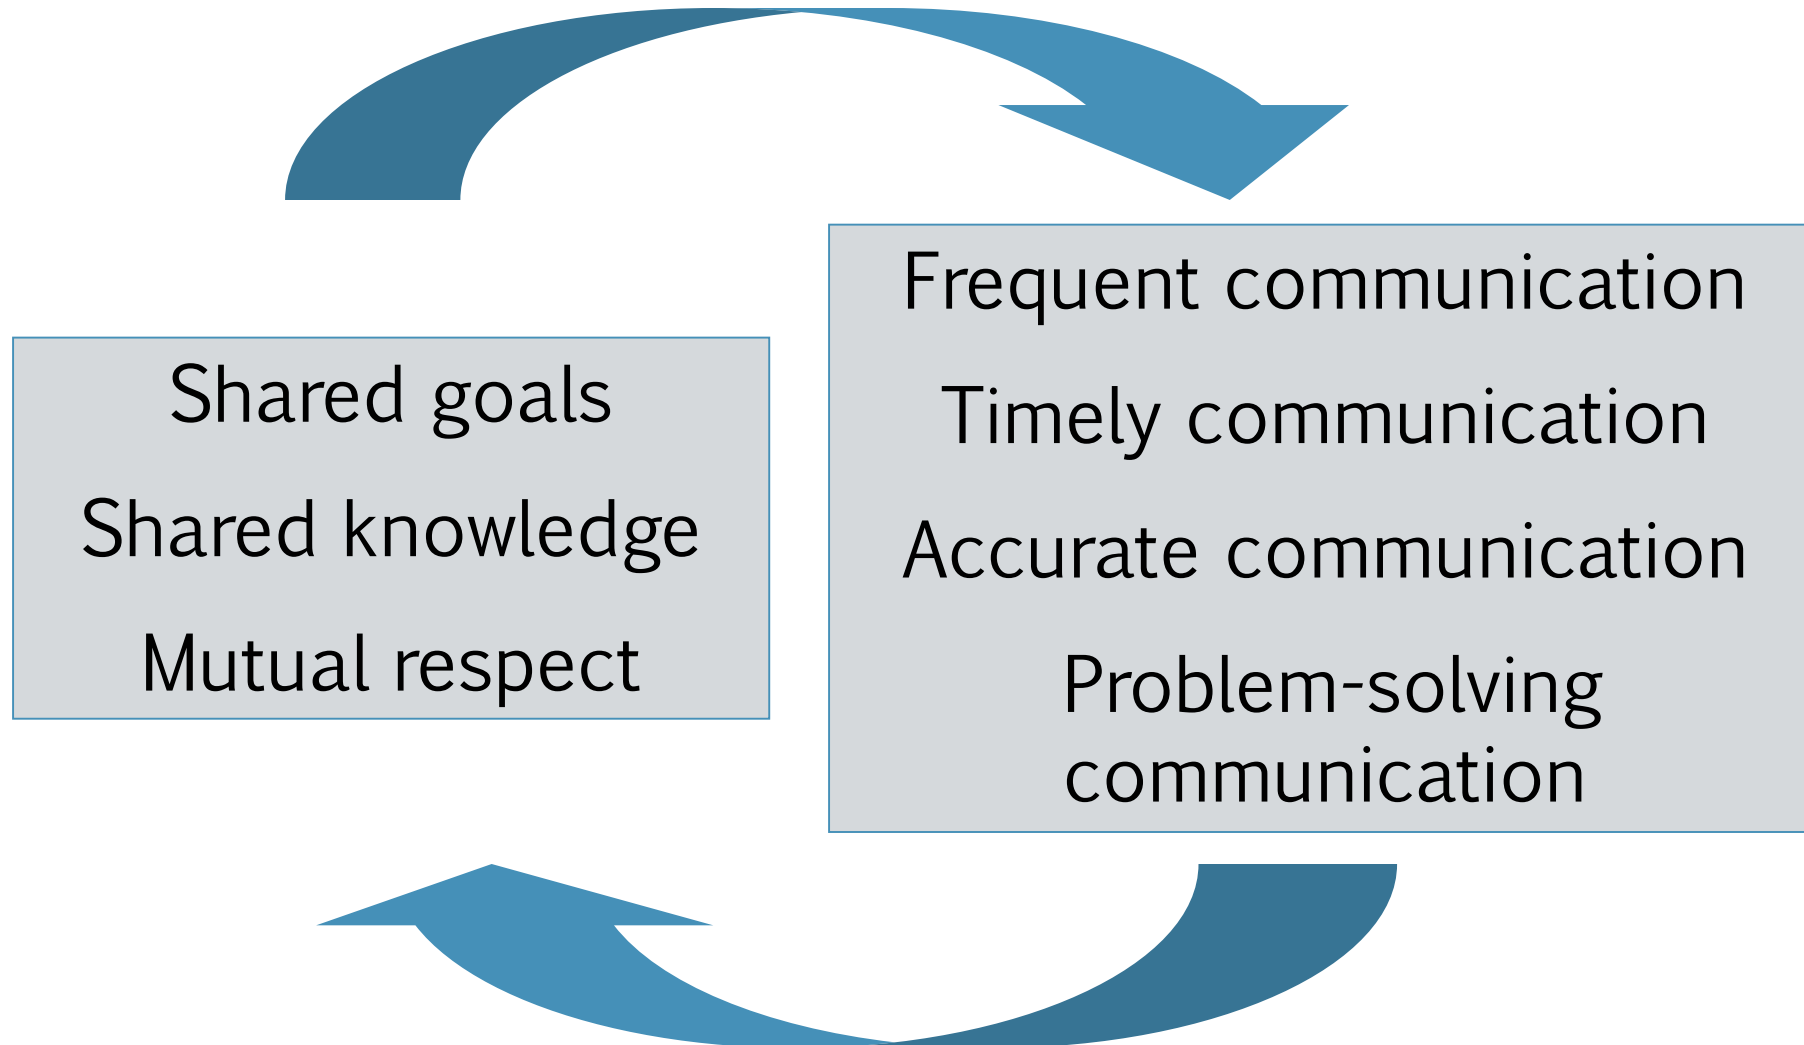 Shared goals
Shared knowledge
Mutual respect
Frequent communication
Timely communication
Accurate communication
Problem-solving
communication